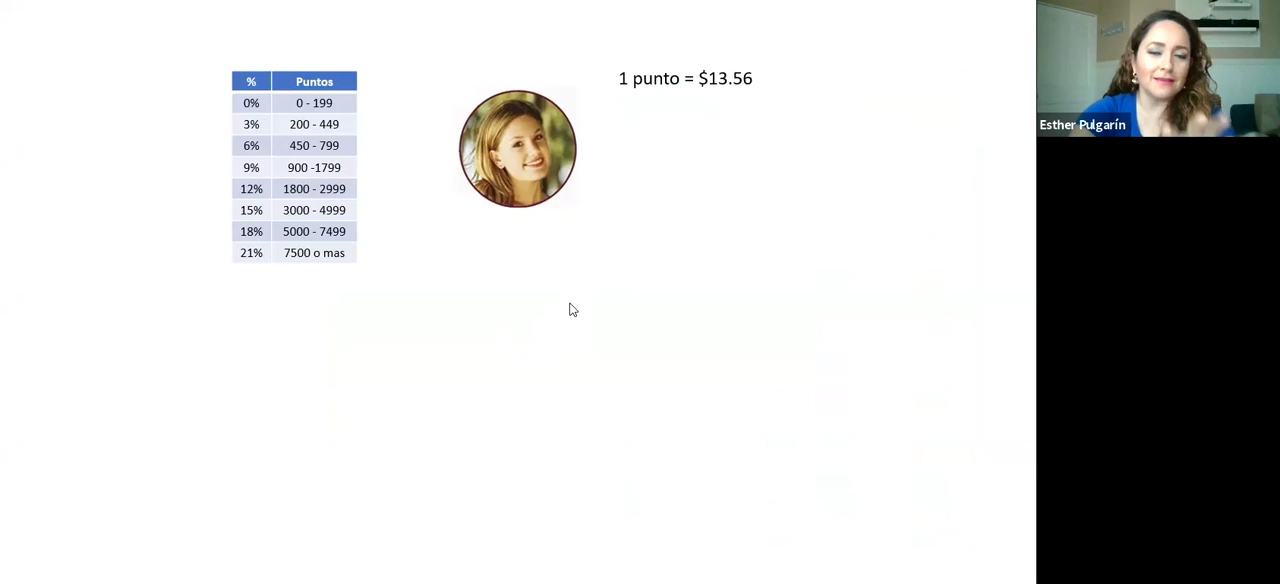 % Puntos
0% 0 - 199
3% 200 - 449
6% 450 - 799
9% 900 -1799
12% 1800 - 2999
15% 3000 - 4999
18% 5000 - 7499
21% 7500 o mas
1 punto = $13.56
Esther Pulgarín